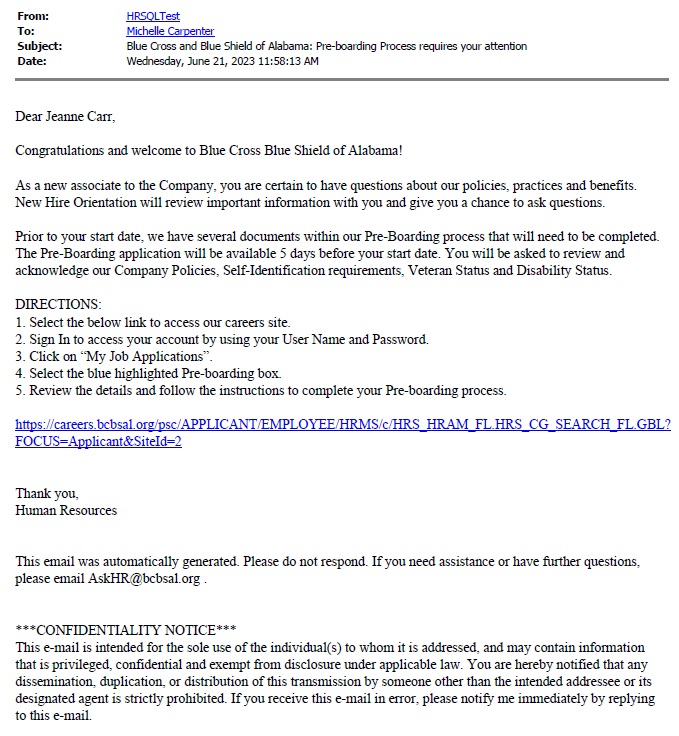 From: HRSQLTest
To: Michelle Carpenter
Subject: Blue Cross and Blue Shield of Alabama: Pre-boarding Process requires your attention
Date: Wednesday, June 21, 2023 11:58:13 AM
Dear Jeanne Carr,
Congratulations and welcome to Blue Cross Blue Shield of Alabama!
As a new associate to the Company, you are certain to have questions about our policies, practices and benefits.
New Hire Orientation will review important information with you and give you a chance to ask questions.
Prior to your start date, we have several documents within our Pre-Boarding process that will need to be completed.
The Pre-Boarding application will be available 5 days before your start date. You will be asked to review and
acknowledge our Company Policies, Self-Identification requirements, Veteran Status and Disability Status.
DIRECTIONS:
1. Select the below link to access our careers site.
2. Sign In to access your account by using your User Name and Password.
3. Click on “My Job Applications”.
4. Select the blue highlighted Pre-boarding box.
5. Review the details and follow the instructions to complete your Pre-boarding process.
https://careers.bcbsal.org/psc/APPLICANT/EMPLOYEE/HRMS/c/HRS_HRAM_FL.HRS_CG_SEARCH_FL.GBL?
FOCUS=Applicant&SiteId=2
Thank you,
Human Resources
This email was automatically generated. Please do not respond. If you need assistance or have further questions,
please email AskHR@bcbsal.org .
***CONFIDENTIALITY NOTICE***
This e-mail is intended for the sole use of the individual(s) to whom it is addressed, and may contain information
that is privileged, confidential and exempt from disclosure under applicable law. You are hereby notified that any
dissemination, duplication, or distribution of this transmission by someone other than the intended addressee or its
designated agent is strictly prohibited. If you receive this e-mail in error, please notify me immediately by replying
to this e-mail.